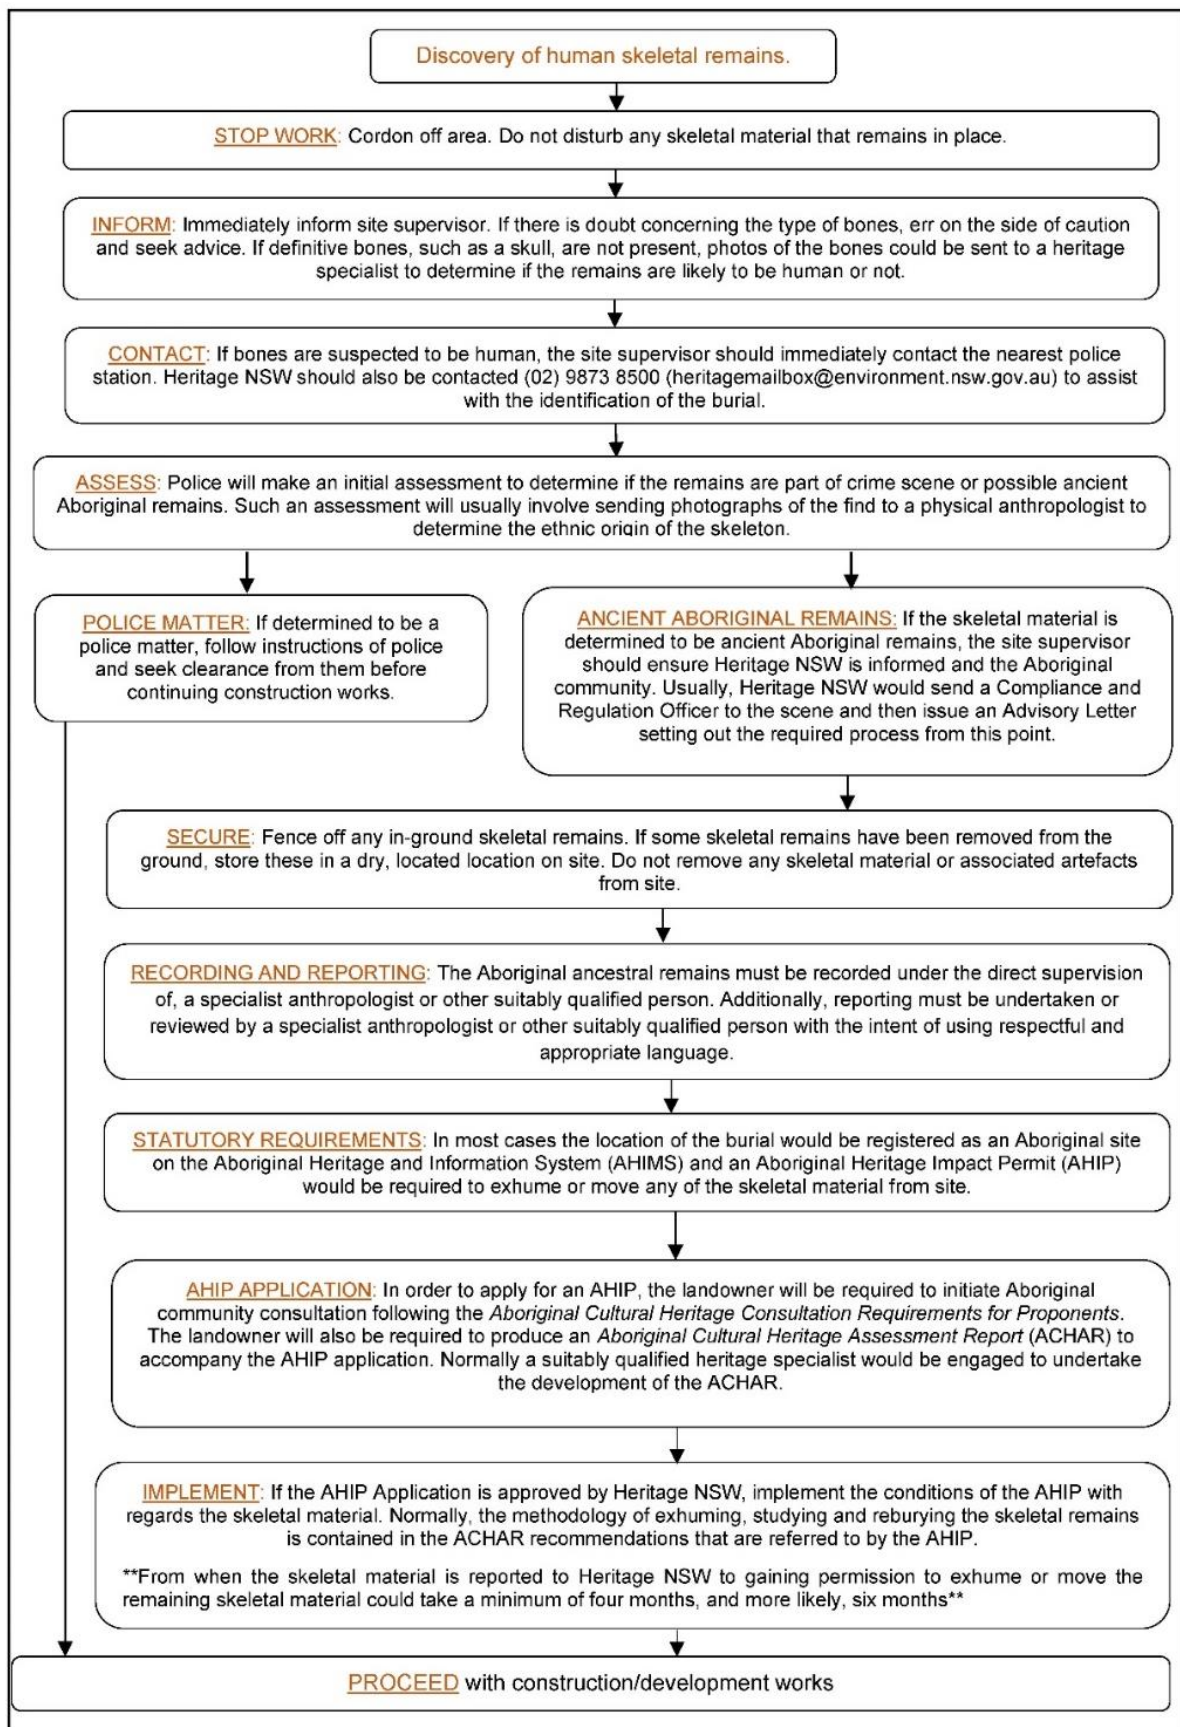 Discovery of human skeletal remains.
STOP WORK: Cordon off area. Do not disturb any skeletal material that remains in place.
INFORM: Immediately inform site supervisor. If there is doubt concerning the type of bones, err on the side of caution
and seek advice. If definitive bones, such as a skull, are not present, photos of the bones could be sent to a heritage
specialist to determine if the remains are likely to be human or not.
CONTACT: If bones are suspected to be human, the site supervisor should immediately contact the nearest police
station. Heritage NSW should also be contacted (02) 9873 8500 (heritagemailbox@environment.nsw.gov.au) to assist
with the identification of the burial.
ASSESS: Police will make an initial assessment to determine if the remains are part of crime scene or possible ancient
Aboriginal remains. Such an assessment will usually involve sending photographs of the find to a physical anthropologist to
determine the ethnic origin of the skeleton.
POLICE MATTER: If determined to be a
police matter, follow instructions of police
and seek clearance from them before
continuing construction works.
ANCIENT ABORIGINAL REMAINS: If the skeletal material is
determined to be ancient Aboriginal remains, the site supervisor
should ensure Heritage NSW is informed and the Aboriginal
community. Usually, Heritage NSW would send a Compliance and
Regulation Officer to the scene and then issue an Advisory Letter
setting out the required process from this point.
SECURE: Fence off any in-ground skeletal remains. If some skeletal remains have been removed from the
ground, store these in a dry, located location on site. Do not remove any skeletal material or associated artefacts
from site.
RECORDING AND REPORTING: The Aboriginal ancestral remains must be recorded under the direct supervision
of, a specialist anthropologist or other suitably qualified person. Additionally, reporting must be undertaken or
reviewed by a specialist anthropologist or other suitably qualified person with the intent of using respectful and
appropriate language.
STATUTORY REQUIREMENTS: In most cases the location of the burial would be registered as an Aboriginal site
on the Aboriginal Heritage and Information System (AHIMS) and an Aboriginal Heritage Impact Permit (AHIP)
would be required to exhume or move any of the skeletal material from site.
AHIP APPLICATION: In order to apply for an AHIP, the landowner will be required to initiate Aboriginal
community consultation following the Aboriginal Cultural Heritage Consultation Requirements for Proponents.
The landowner will also be required to produce an Aboriginal Cultural Heritage Assessment Report (ACHAR) to
accompany the AHIP application. Normally a suitably qualified heritage specialist would be engaged to undertake
the development of the ACHAR.
IMPLEMENT: If the AHIP Application is approved by Heritage NSW, implement the conditions of the AHIP with
regards the skeletal material. Normally, the methodology of exhuming, studying and reburying the skeletal remains
is contained in the ACHAR recommendations that are referred to by the AHIP.
**From when the skeletal material is reported to Heritage NSW to gaining permission to exhume or move the
remaining skeletal material could take a minimum of four months, and more likely, six months**
PROCEED with construction/development works